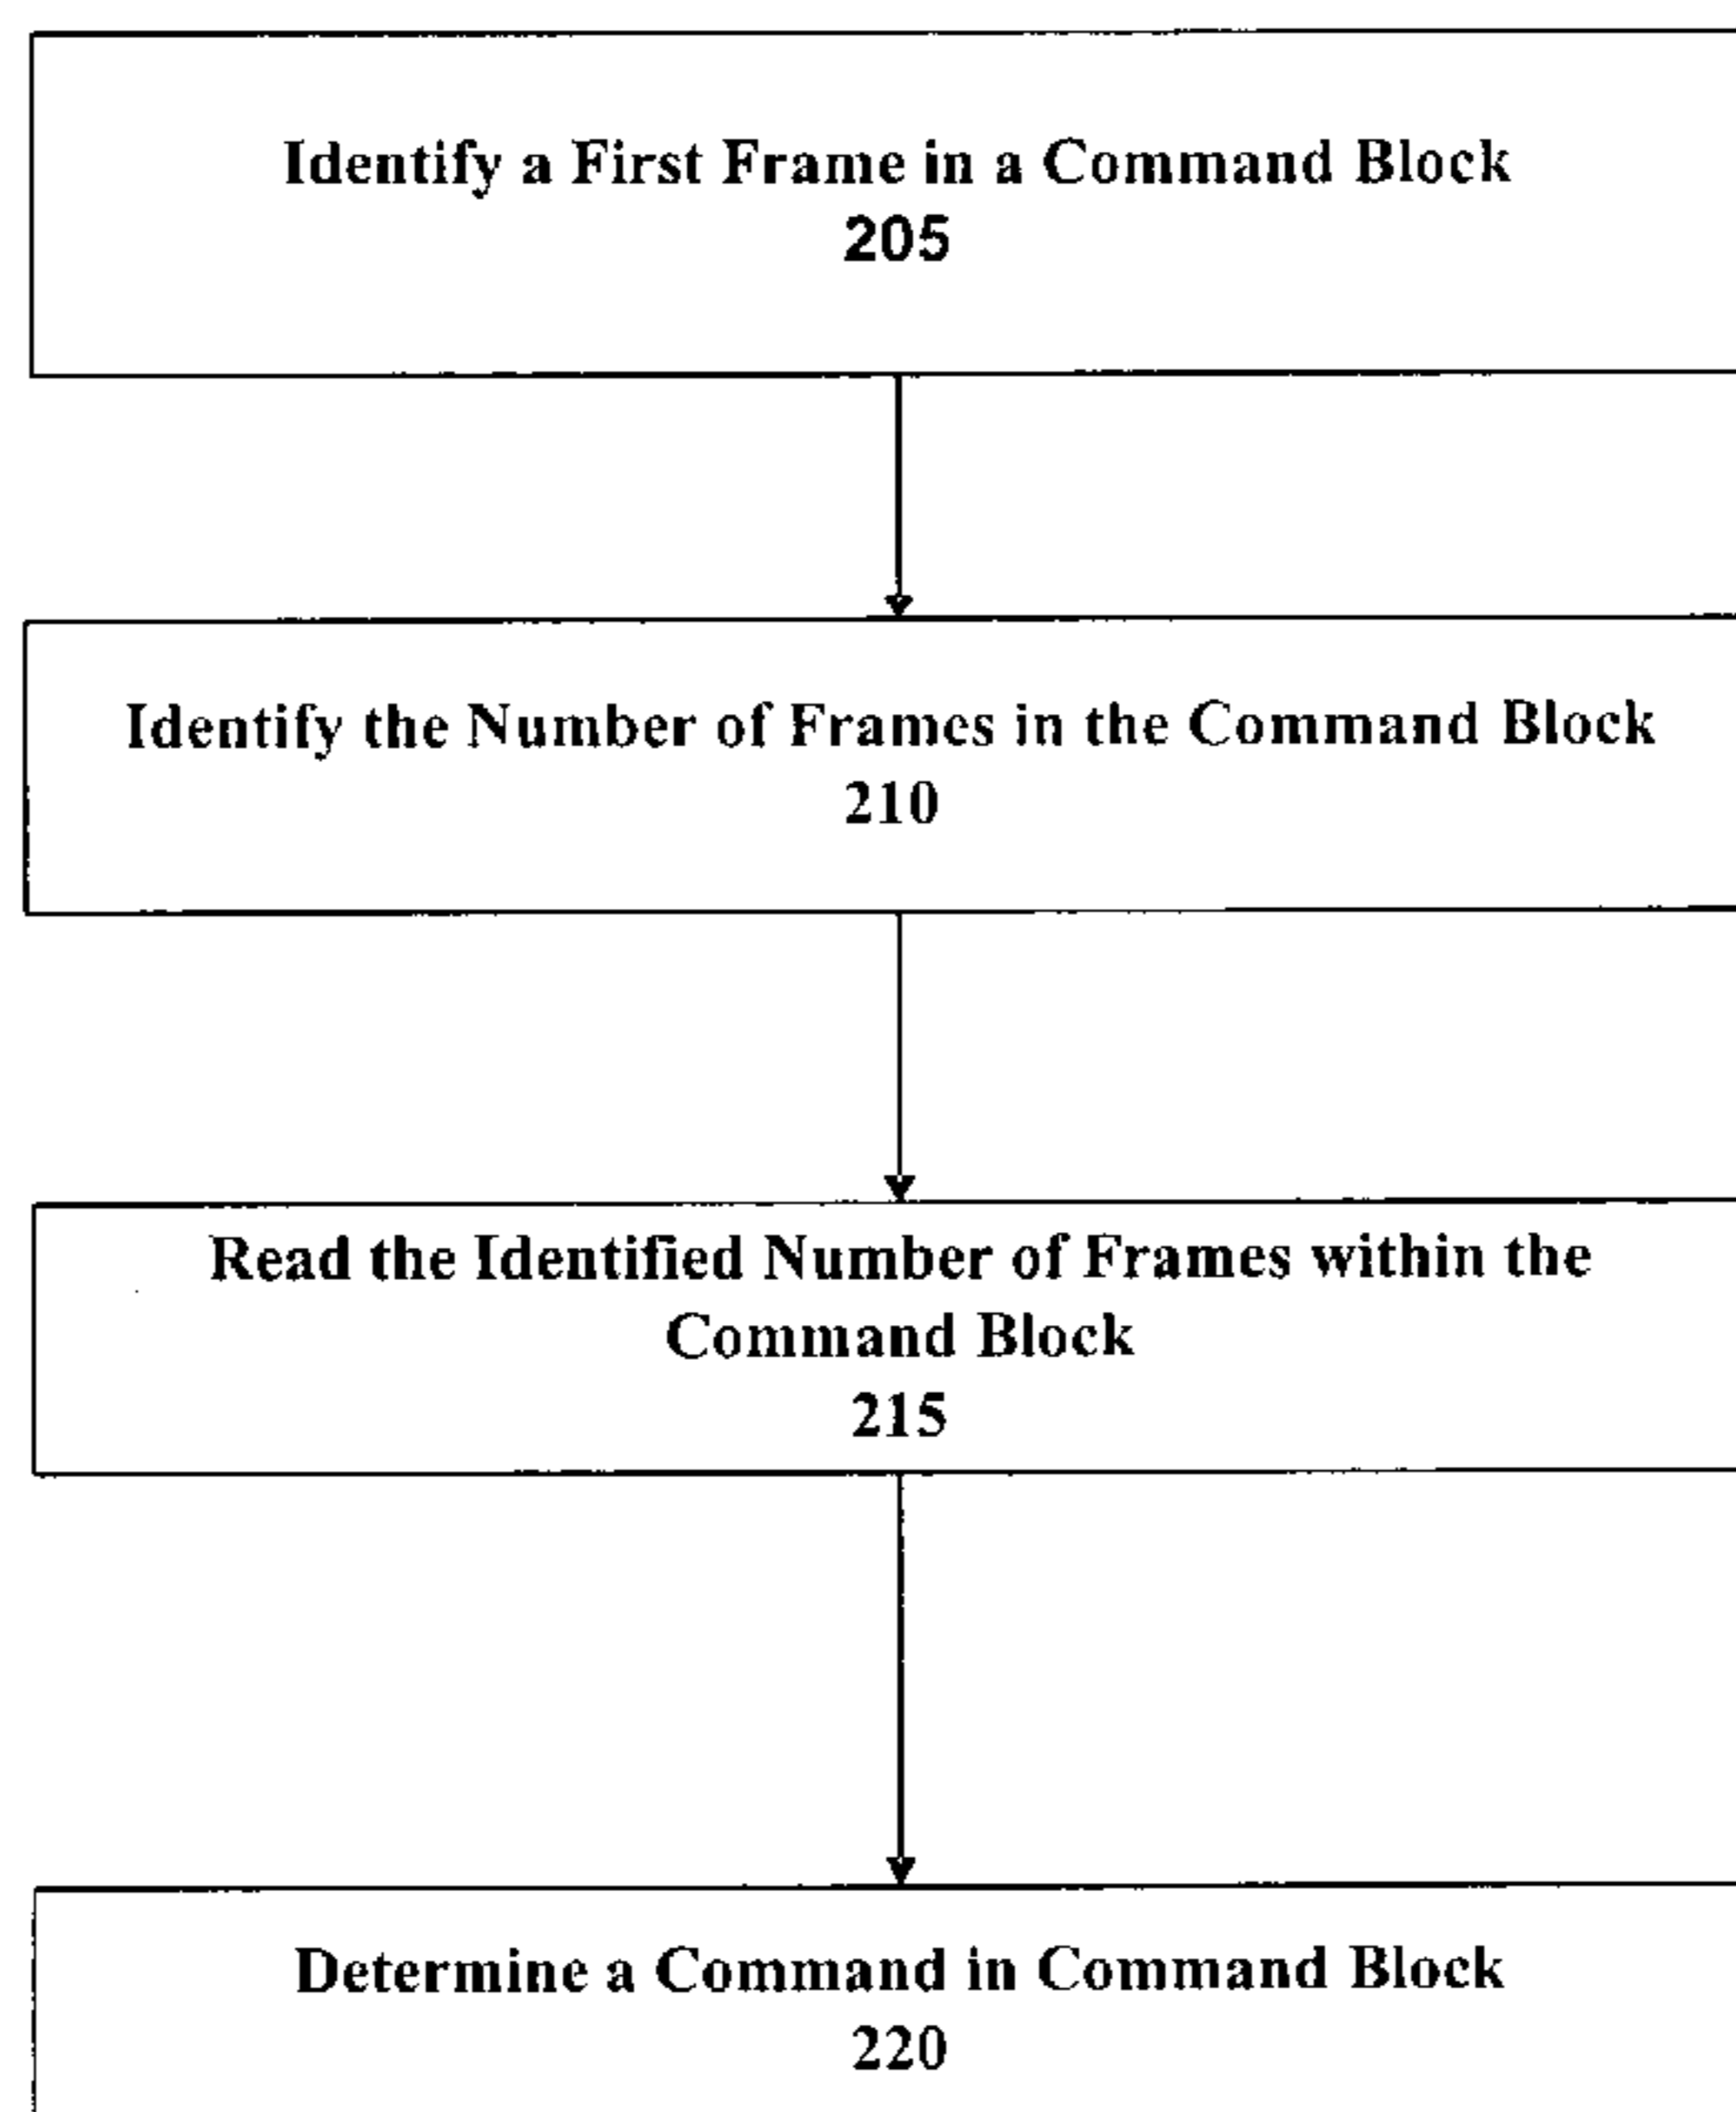 Identify a First Frame in a Command Block
205
Identify the Number of Frames in the Command Block
210
Read the Identified Number of Frames within the
Command Block
215
Determine a Command in Command Block
220